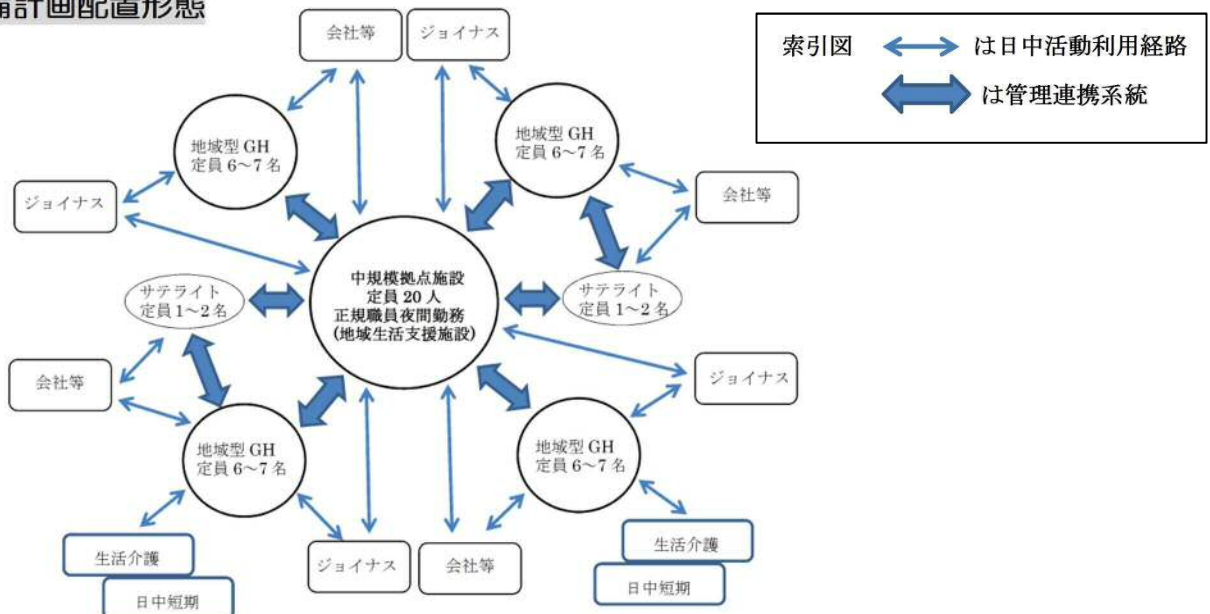 計画配置形態
索引図
は日中活動利用経路
は管理連携系統
会社等
ジョイナス
地域型 GH
定員 6～7 名
地域型 GH
定員 6～7 名
ジョイナス
会社等
中規模拠点施設
定員 20 人
正規職員夜間勤務
(地域生活支援施設)
サテライト
定員 1～2 名
サテライト
定員 1～2 名
会社等
ジョイナス
地域型 GH
定員 6～7 名
地域型 GH
定員 6～7 名
生活介護
日中短期
ジョイナス
会社等
生活介護
日中短期